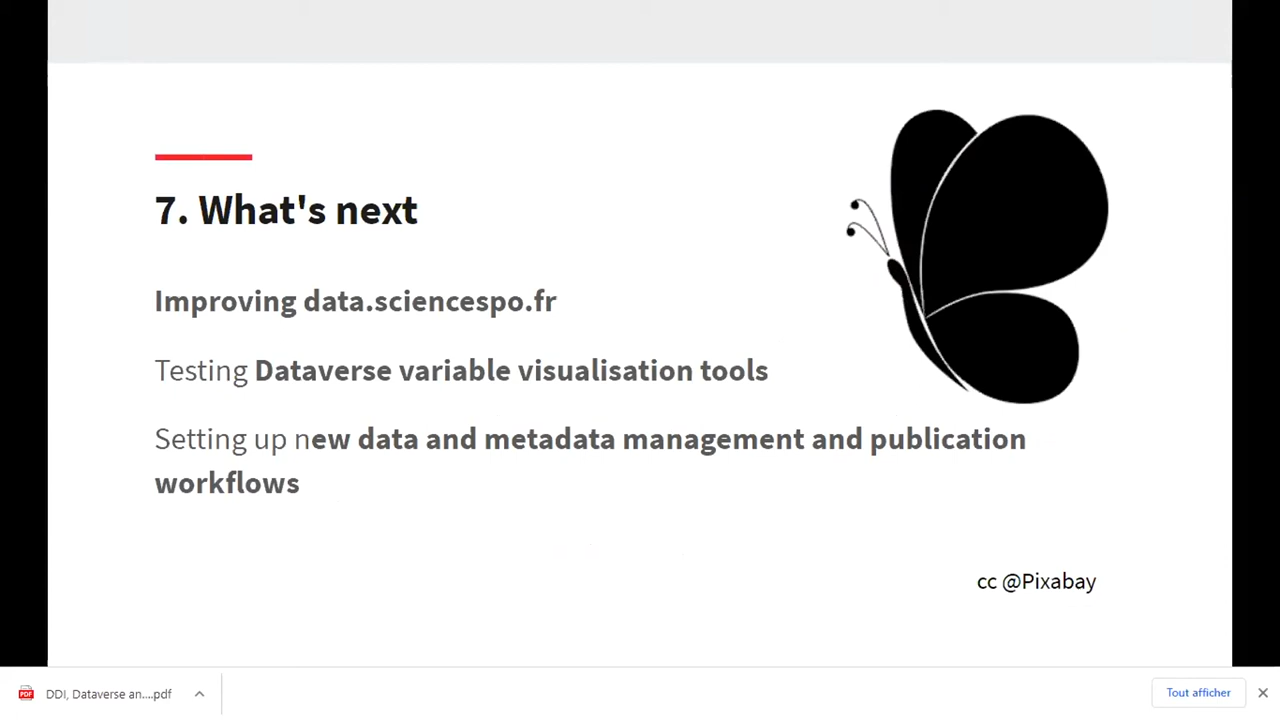 7. What's next
Improving data.sciencespo.fr
Testing Dataverse variable visualisation tools
Setting up new data and metadata management and publication
workflows
cc @Pixabay
PDF
DDI, Dataverse an....pdf
Tout afficher